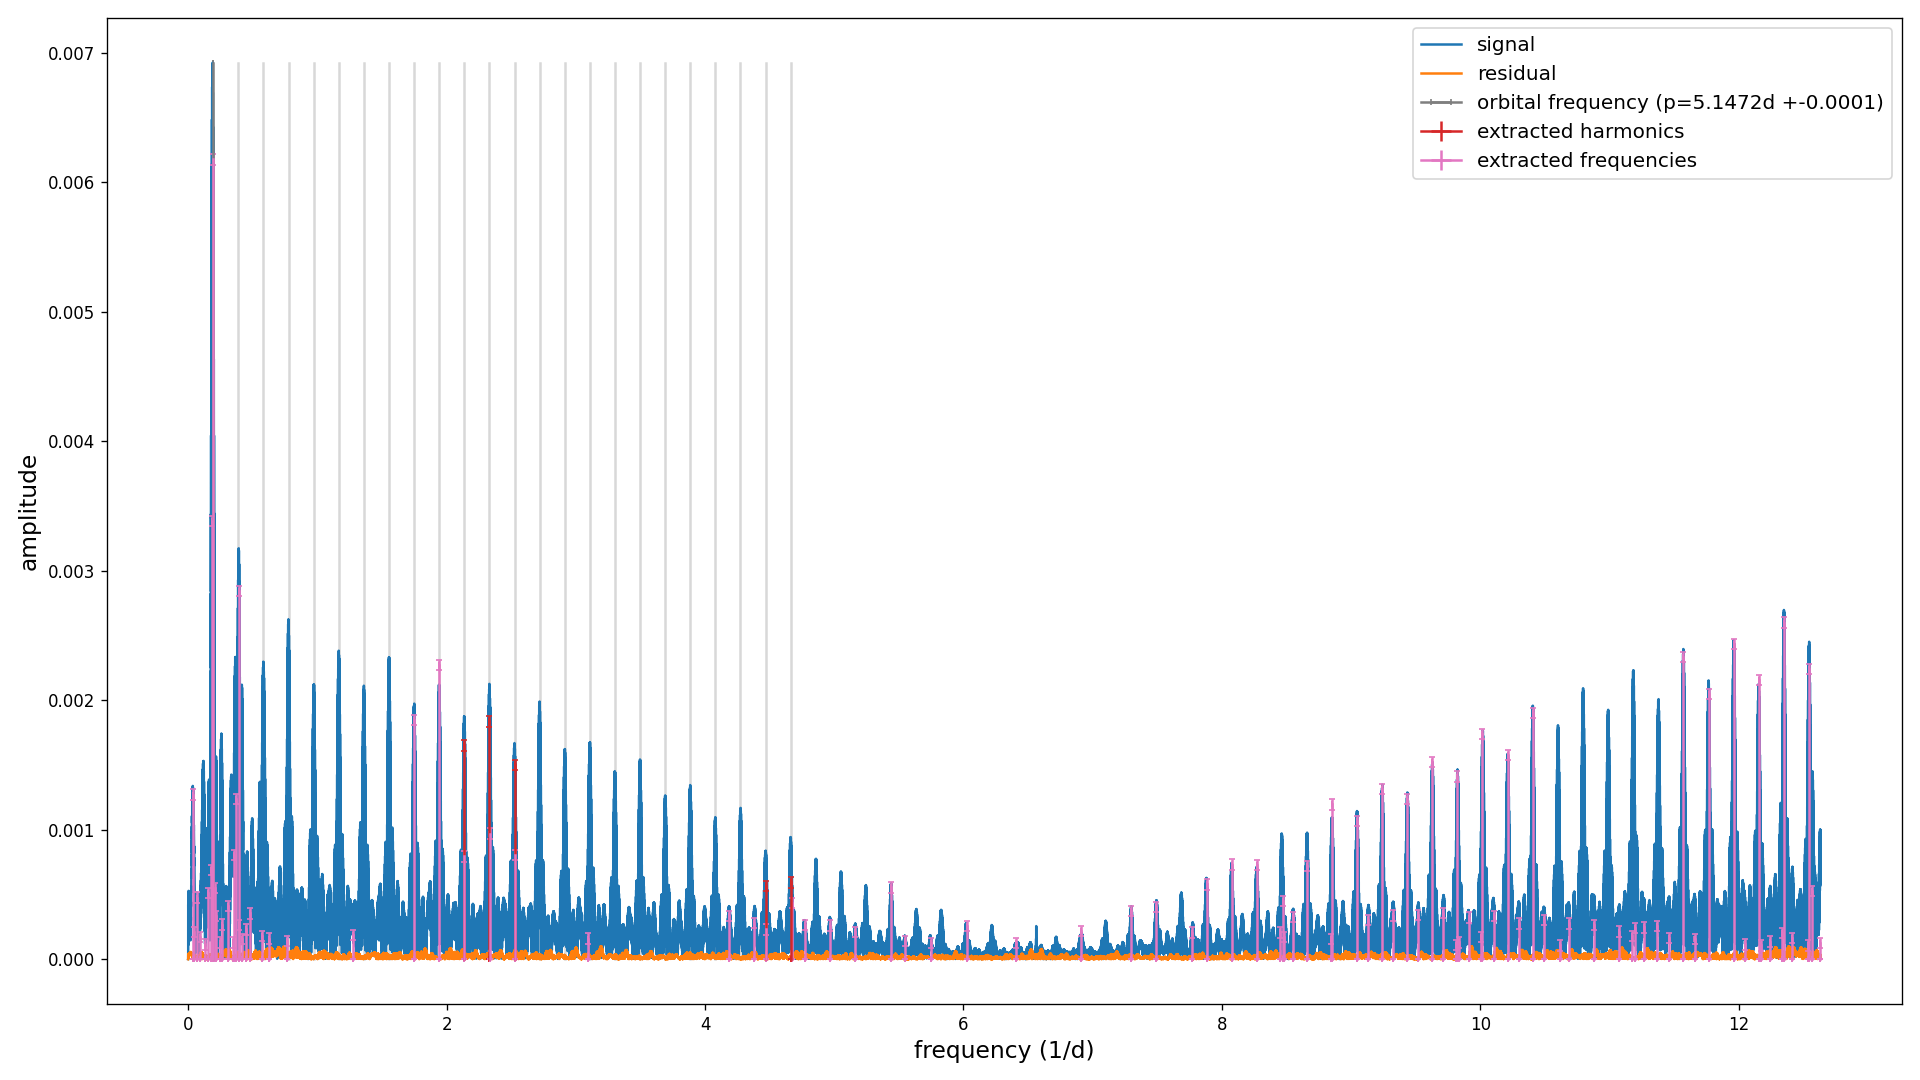 signal
residual
orbital frequency (p=5.1472d +-0.0001)
extracted harmonics
extracted frequencies
0.007
0.006
0.005
0.004
0.003
0.002
0.001
0.000
amplitude
0
2
4
6
8
10
12
frequency (1/d)